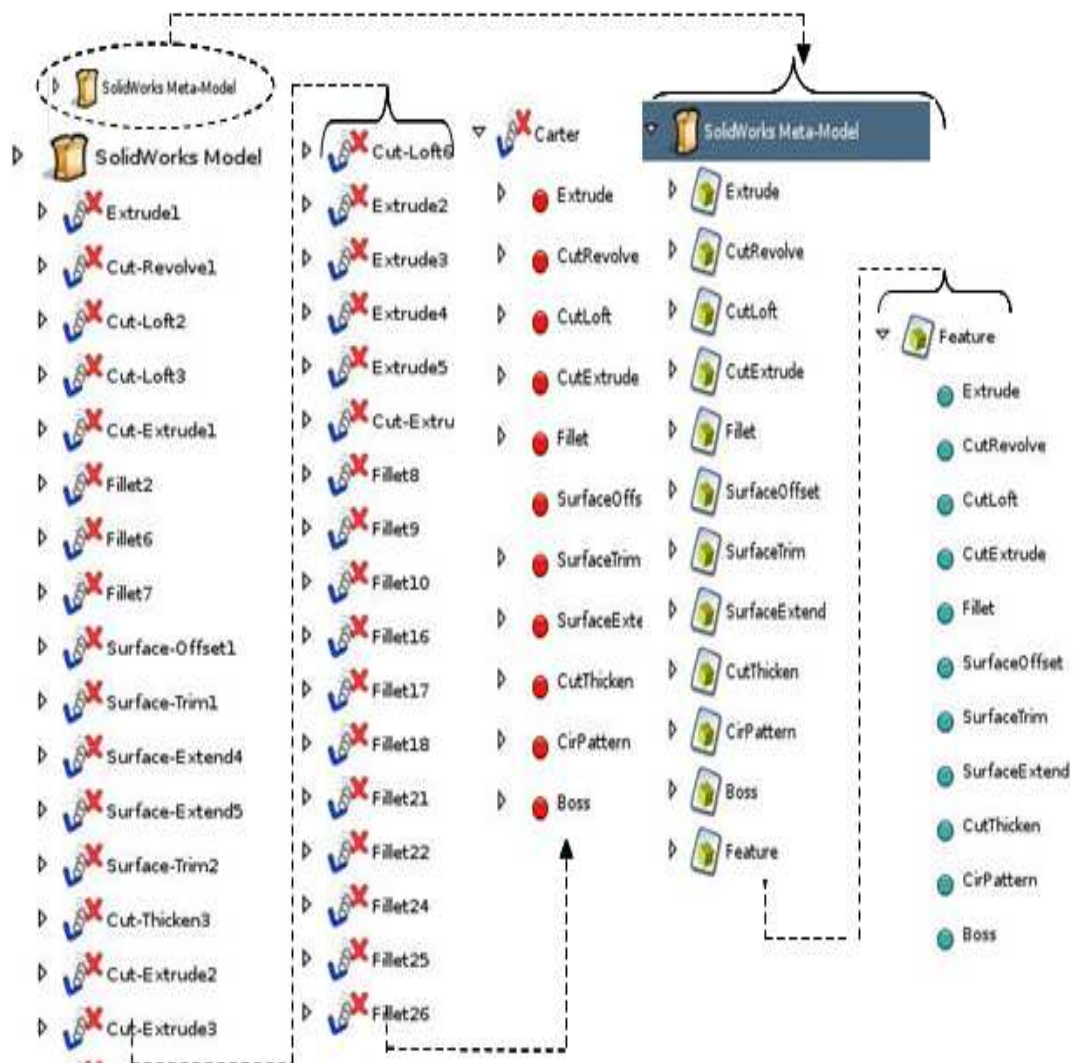 SolidWorks Meta-Model
SolidWorks Model
Extrude1
Cut-Revolve1
Cut-Loft2
Cut-Loft3
Cut-Extrude1
Fillet2
Fillet6
Fillet7
Surface-Offset1
Surface-Trim1
Surface-Extend4
Surface-Extend5
Surface-Trim2
Cut-Thicken3
Cut-Extrude2
Cut-Extrude3
Cut-Loft6
Extrude2
Extrude3
Extrude4
Extrude5
Cut-Extru
Fillet8
Fillet9
Fillet10
Fillet16
Fillet17
Fillet18
Fillet21
Fillet22
Fillet24
Fillet25
Fillet26
Carter
Extrude
CutRevolve
CutLoft
CutExtrude
Fillet
SurfaceOffs
SurfaceTrim
SurfaceExte
CutThicken
CirPattern
Boss
SolidWorks Meta-Model
Extrude
CutRevolve
CutLoft
CutExtrude
Fillet
SurfaceOffset
SurfaceTrim
SurfaceExtend
CutThicken
CirPattern
Boss
Feature
Feature
Extrude
CutRevolve
CutLoft
CutExtrude
Fillet
SurfaceOffset
SurfaceTrim
SurfaceExtend
CutThicken
CirPattern
Boss